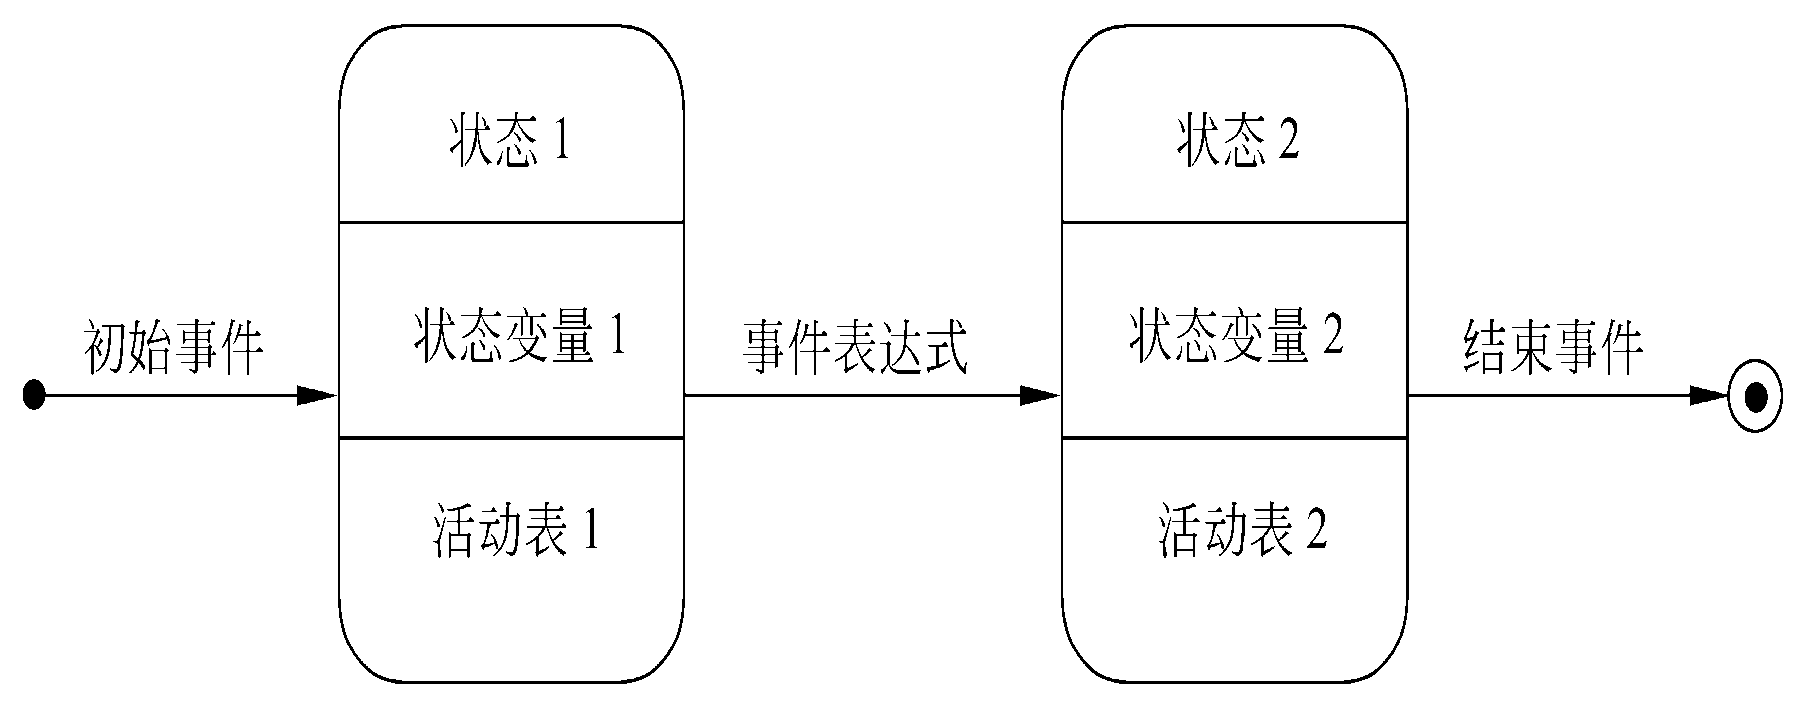 状态 1
状态 2
初始事件
状态变量 1
事件表达式
状态变量 2
结束事件
活动表 1
活动表 2